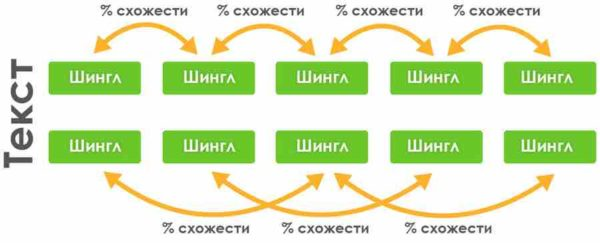 % схожести % схожести % схожести % схожести
Шингл Шингл Шингл Шингл Шингл
Текст
Шингл Шингл Шингл Шингл Шингл
% схожести % схожести % схожести